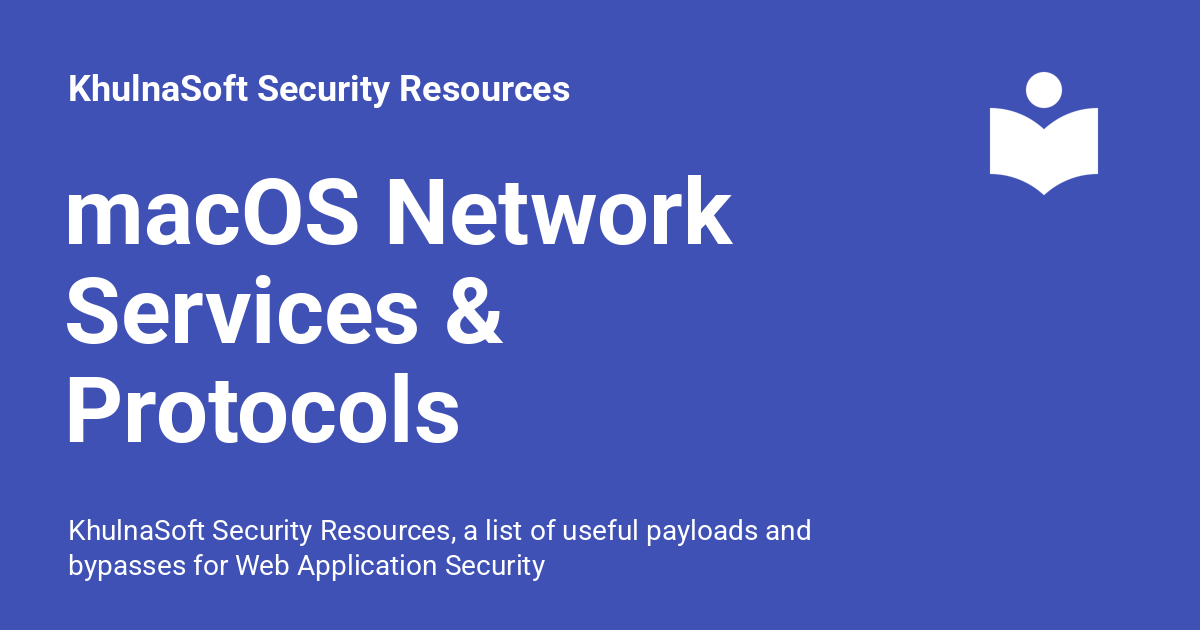 KhulnaSoft Security Resources
macOS Network
Services &
Protocols
KhulnaSoft Security Resources, a list of useful payloads and
bypasses for Web Application Security